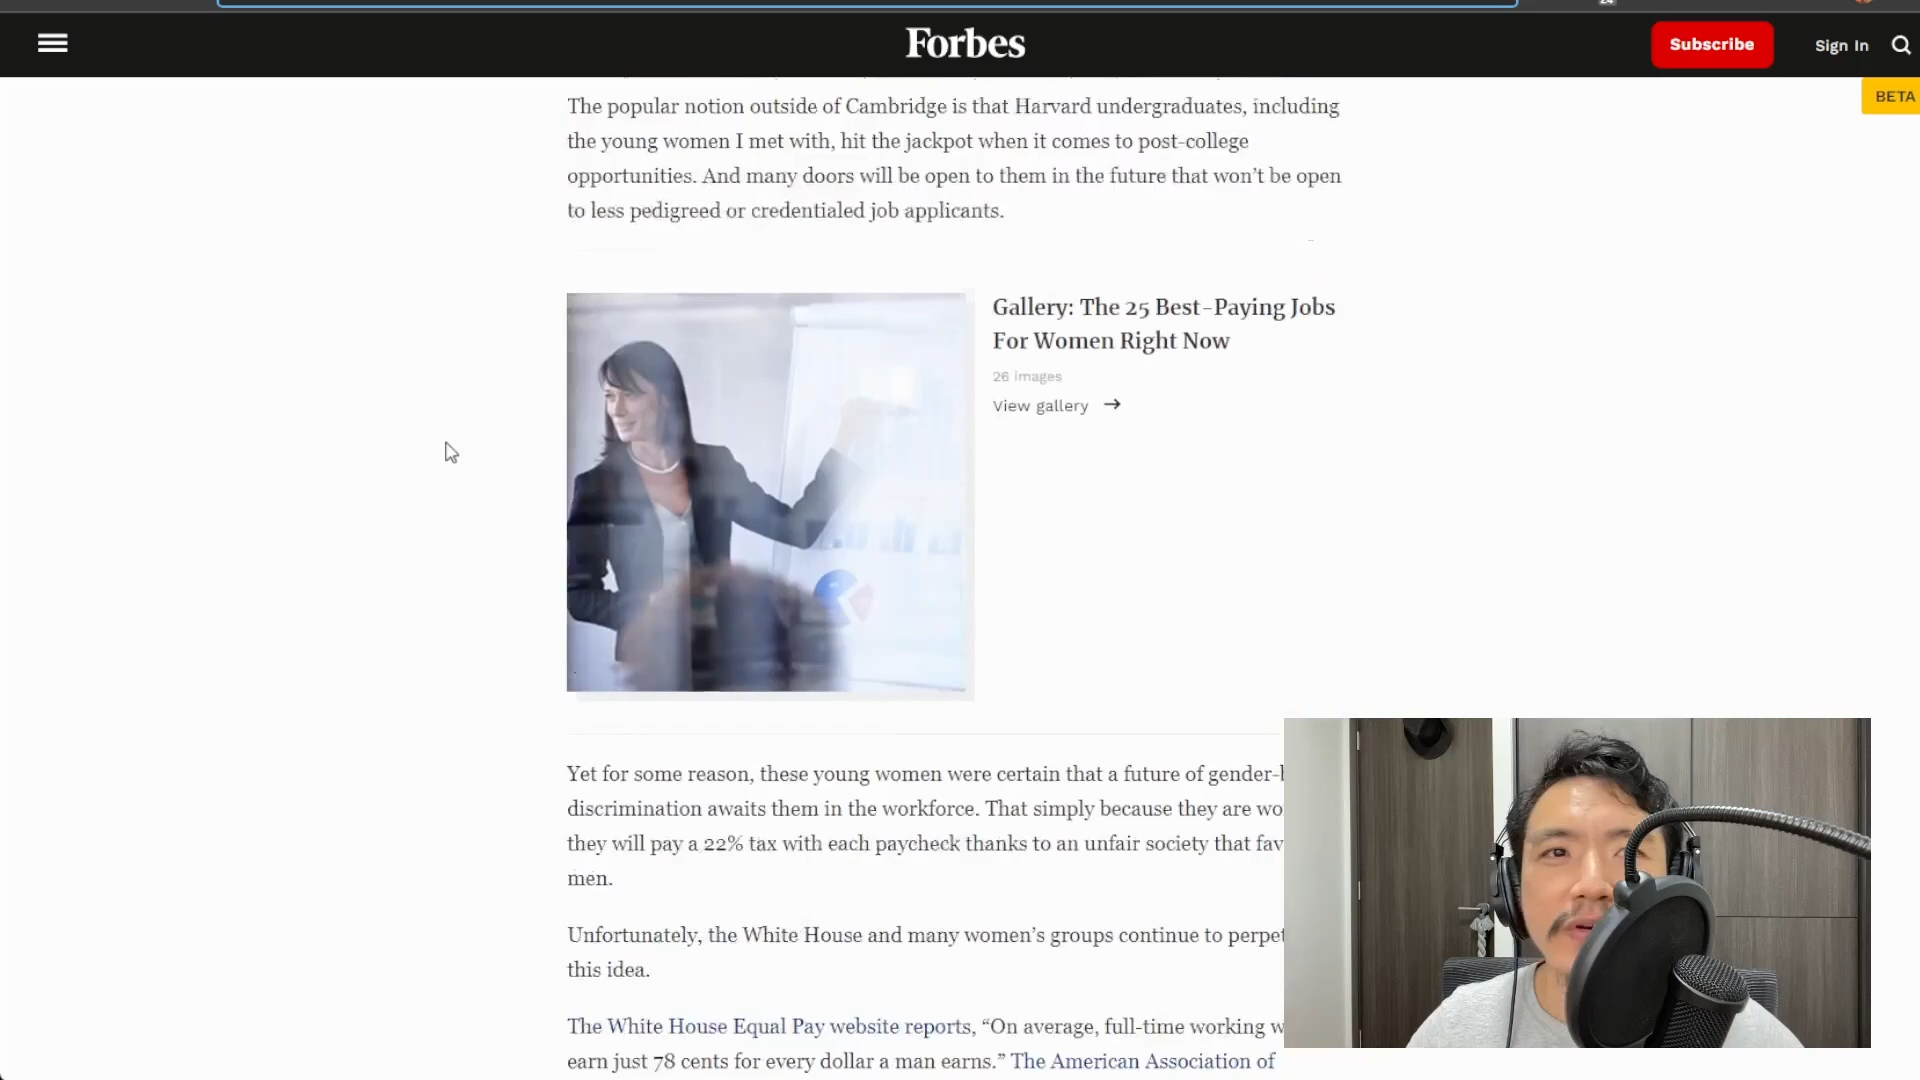 Forbes
Subscribe
Sign In
BETA
The popular notion outside of Cambridge is that Harvard undergraduates, including
the young women I met with, hit the jackpot when it comes to post-college
opportunities. And many doors will be open to them in the future that won’t be open
to less pedigreed or credentialed job applicants.
Gallery: The 25 Best-Paying Jobs
For Women Right Now
26 images
View gallery →
Yet for some reason, these young women were certain that a future of gender-
discrimination awaits them in the workforce. That simply because they are wo
they will pay a 22% tax with each paycheck thanks to an unfair society that fav
men.
Unfortunately, the White House and many women’s groups continue to perpet
this idea.
The White House Equal Pay website reports, “On average, full-time working w
earn just 78 cents for every dollar a man earns.” The American Association of